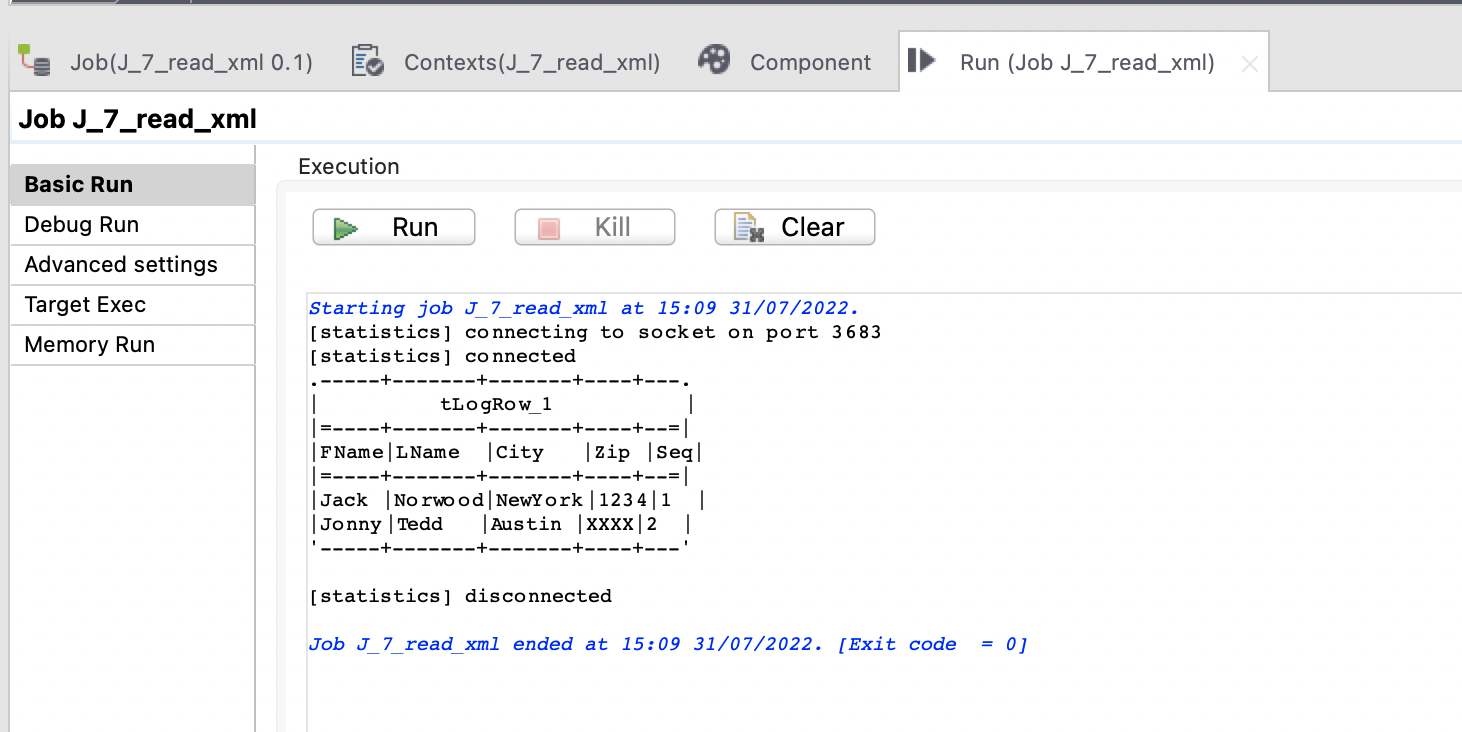 Job(J_7_read_xml 0.1) Contexts(J_7_read_xml) Component Run (Job J_7_read_xml)
Job J_7_read_xml
Basic Run
Debug Run
Advanced settings
Target Exec
Memory Run
Execution
Run Kill Clear
Starting job J_7_read_xml at 15:09 31/07/2022.
[statistics] connecting to socket on port 3683
[statistics] connected
.-----+-------+-------+----+---.
|          tLogRow_1           |
|=----+-------+-------+----+--=|
|FName|LName  |City   |Zip |Seq|
|=----+-------+-------+----+--=|
|Jack |Norwood|NewYork|1234|1  |
|Jonny|Tedd   |Austin |XXXX|2  |
'-----+-------+-------+----+---'
[statistics] disconnected
Job J_7_read_xml ended at 15:09 31/07/2022. [Exit code  = 0]